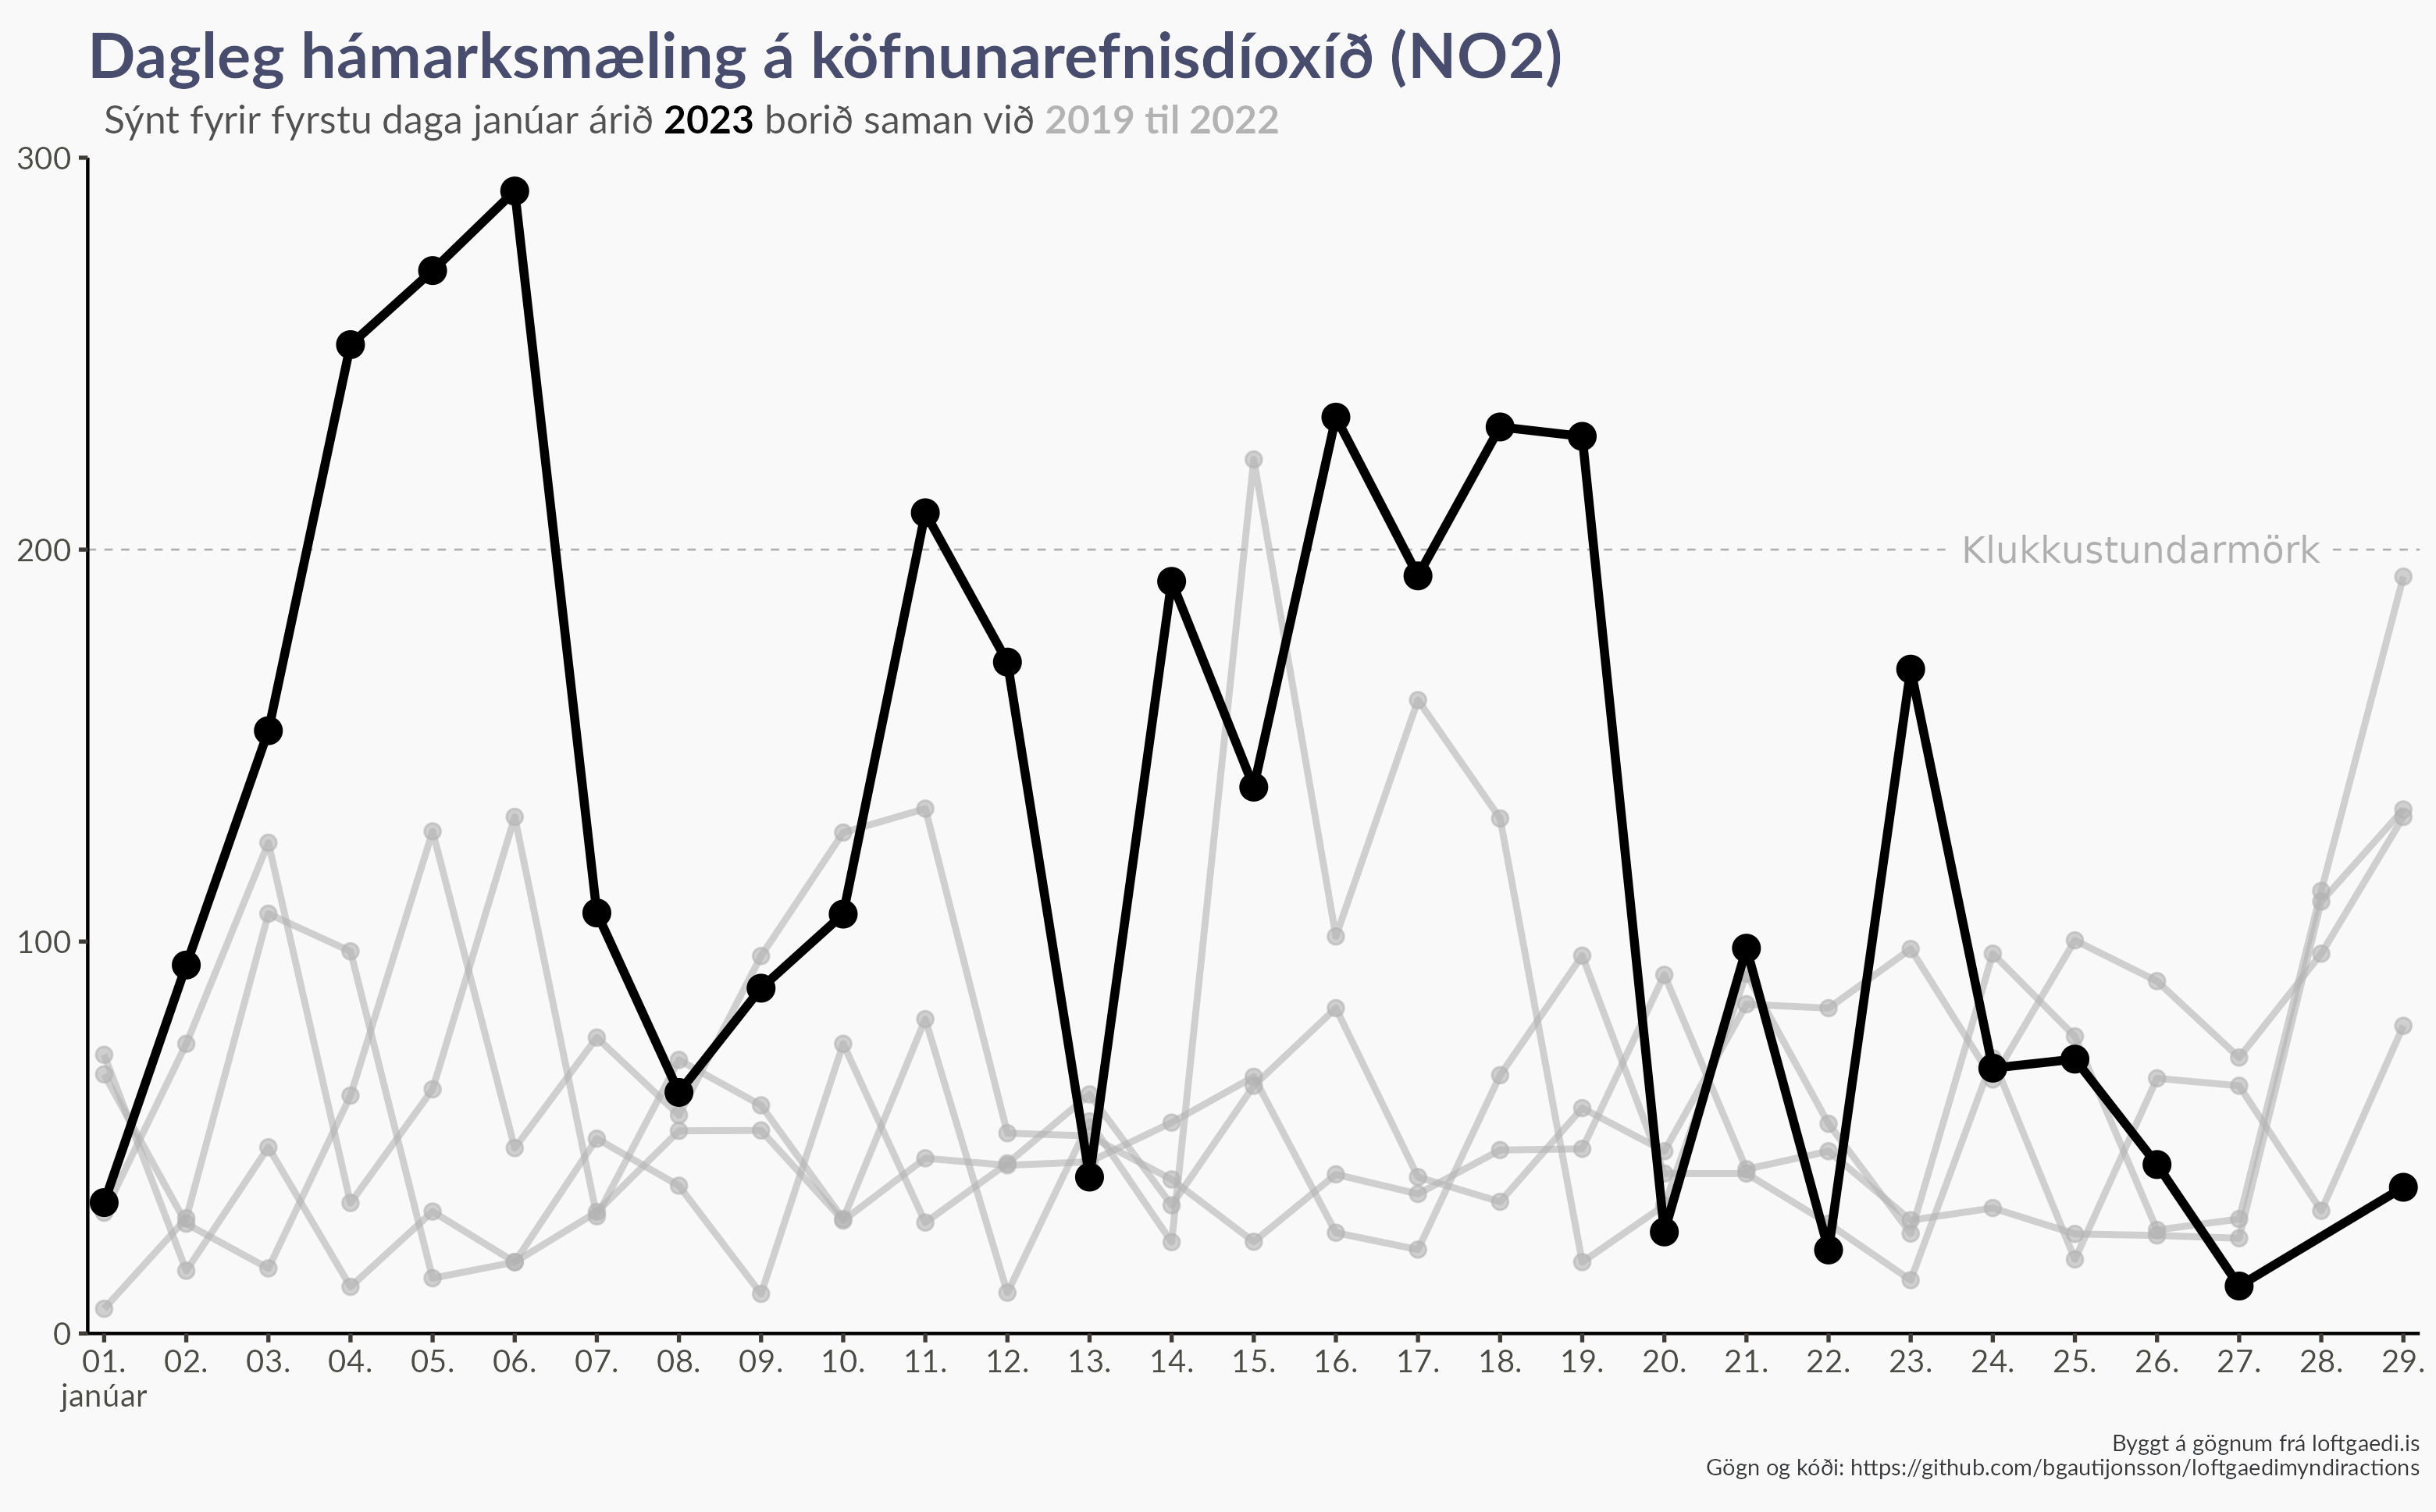 Dagleg hámarksmæling á köfnunarefnisdíoxíð (NO2)
Sýnt fyrir fyrstu daga janúar árið 2023 borið saman við 2019 til 2022
300
200
100
0
Klukkustundarmörk
01. 02. 03. 04. 05. 06. 07. 08. 09. 10. 11. 12. 13. 14. 15. 16. 17. 18. 19. 20. 21. 22. 23. 24. 25. 26. 27. 28. 29.
janúar
Byggt á gögnum frá loftgaedi.is
Gögn og kóði: https://github.com/bgautijonsson/loftgaedimyndiractions